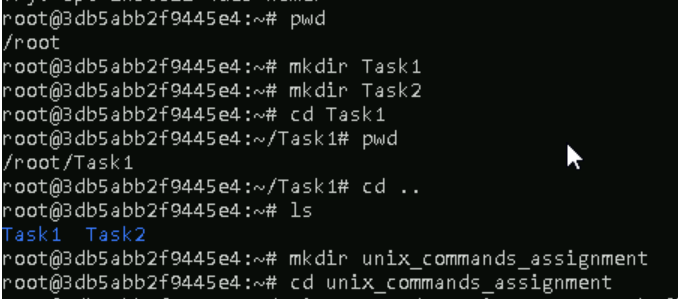 root@3db5abb2f9445e4:~# pwd
/root
root@3db5abb2f9445e4:~# mkdir Task1
root@3db5abb2f9445e4:~# mkdir Task2
root@3db5abb2f9445e4:~# cd Task1
root@3db5abb2f9445e4:~/Task1# pwd
/root/Task1
root@3db5abb2f9445e4:~/Task1# cd ..
root@3db5abb2f9445e4:~# ls
Task1  Task2
root@3db5abb2f9445e4:~# mkdir unix_commands_assignment
root@3db5abb2f9445e4:~# cd unix_commands_assignment